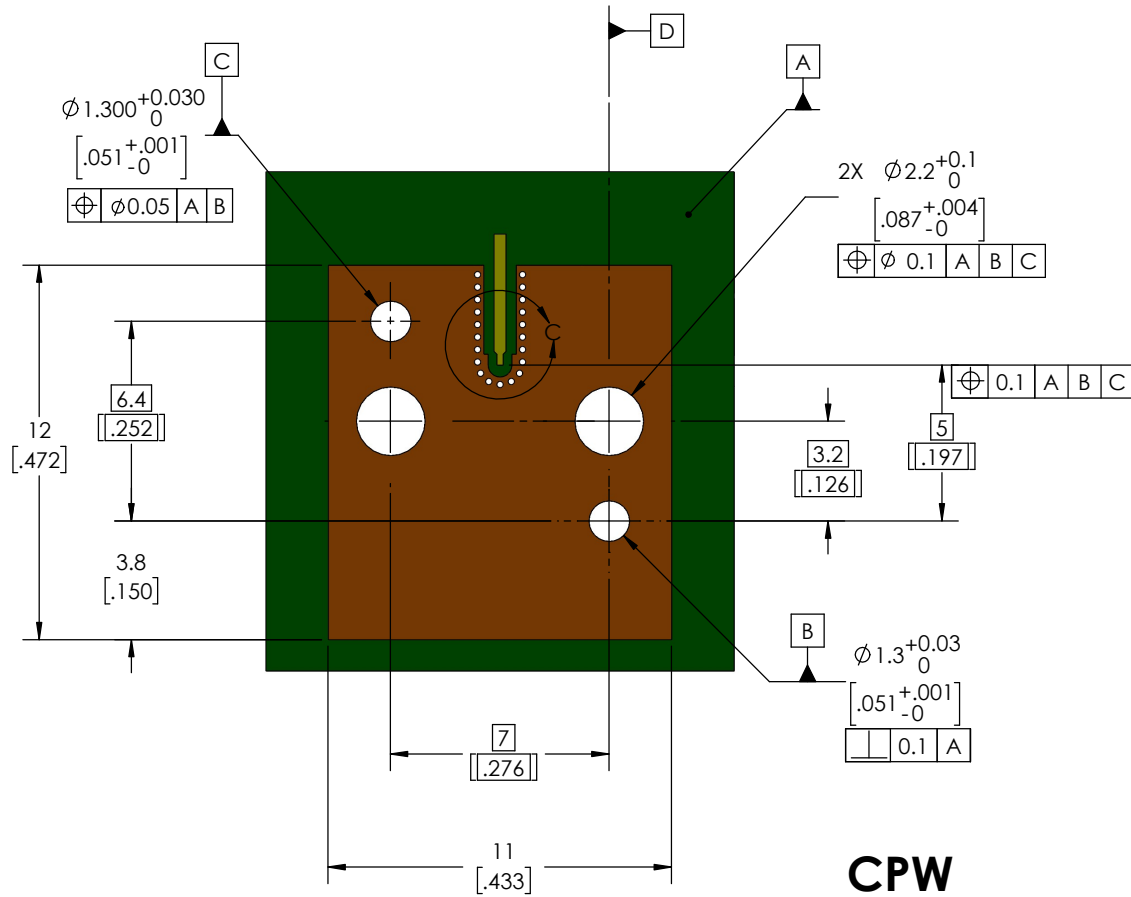 D
C
A
∅1.300 +0.030 0
[.051 +.001 -0]
⌖ ∅0.05 A B
2X ∅2.2 +0.1 0
[.087 +.004 -0]
⌖ ∅ 0.1 A B C
C
⌖ 0.1 A B C
6.4
[.252]
12
[.472]
5
[.197]
3.2
[.126]
3.8
[.150]
B
∅1.3 +0.03 0
[.051 +.001 -0]
⊥ 0.1 A
7
[.276]
11
[.433]
CPW